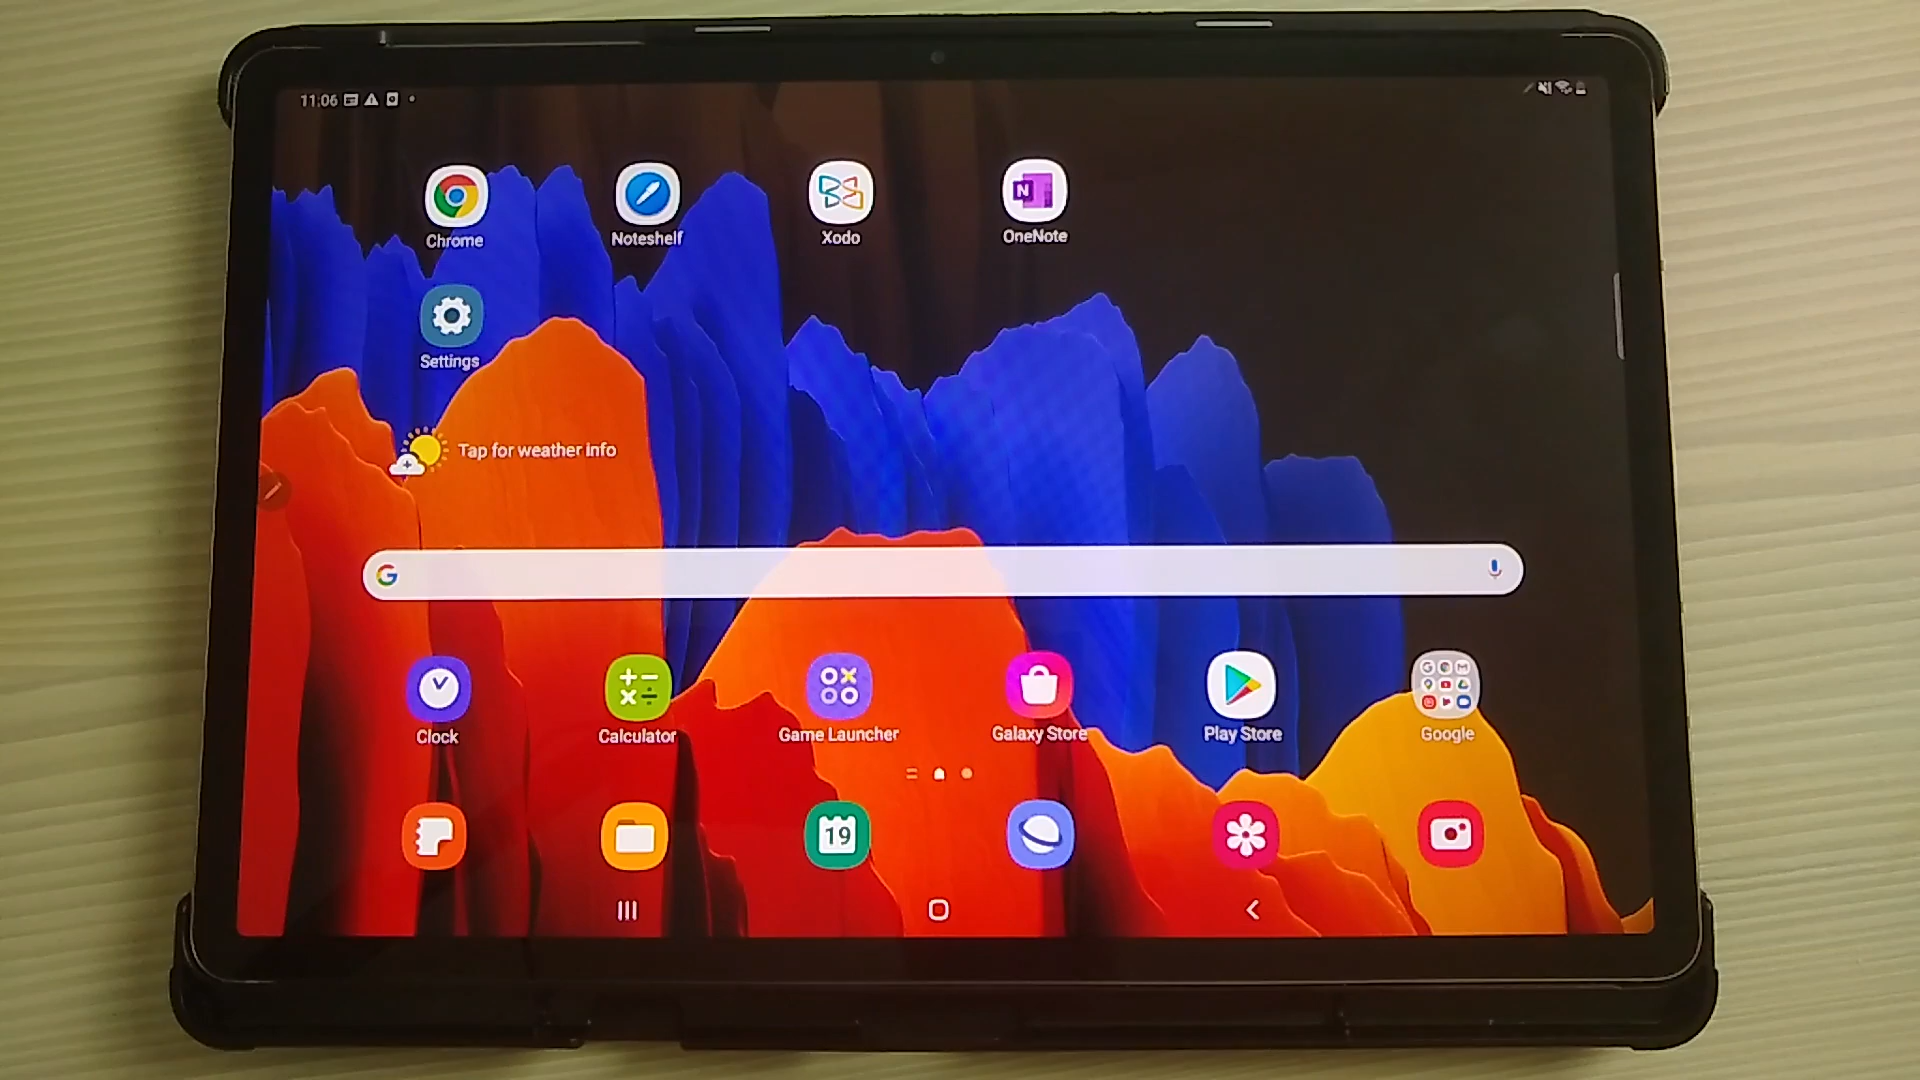 11:06
Chrome Noteshelf Xodo OneNote
Settings
Tap for weather info
Clock Calculator Game Launcher Galaxy Store Play Store Google
19